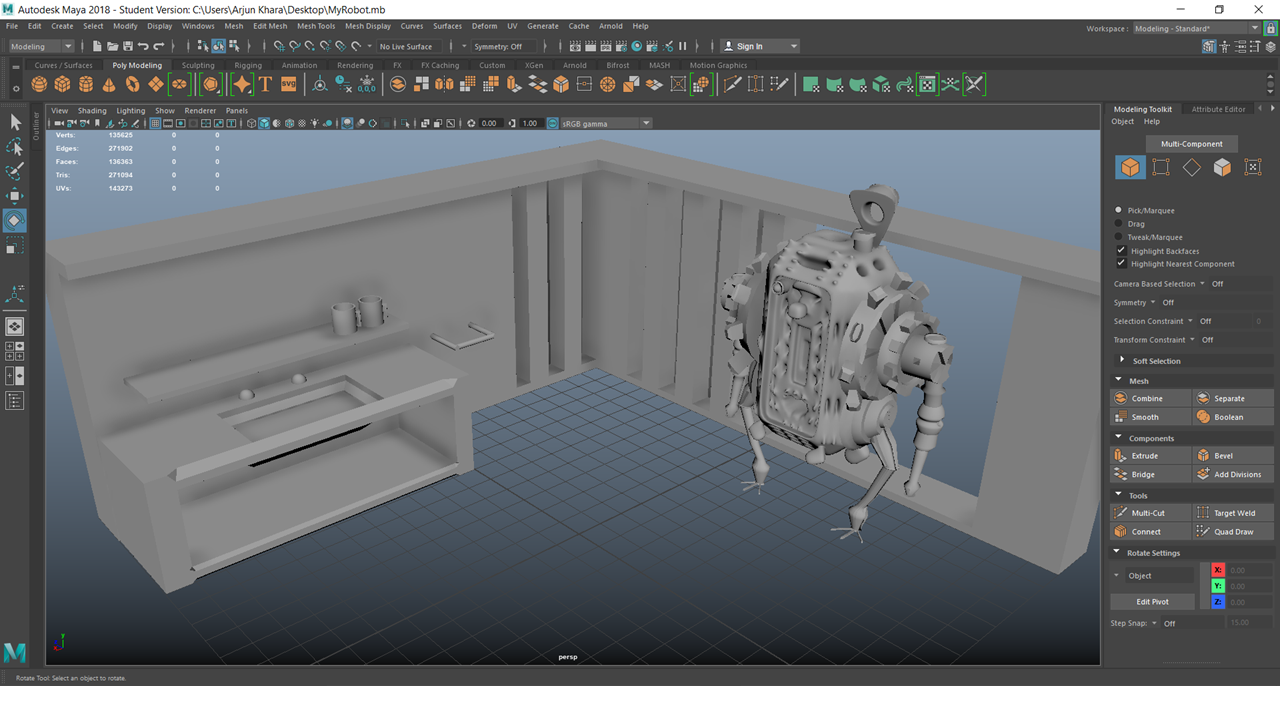 Autodesk Maya 2018 - Student Version: C:\Users\Arjun Khara\Desktop\MyRobot.mb
File Edit Create Select Modify Display Windows Mesh Edit Mesh Mesh Tools Mesh Display Curves Surfaces Deform UV Generate Cache Arnold Help
Workspace : Modeling - Standard*
Modeling No Live Surface Symmetry: Off Sign In
Curves / Surfaces Poly Modeling Sculpting Rigging Animation Rendering FX FX Caching Custom XGen Arnold Bifrost MASH Motion Graphics
SVG
Outliner
View Shading Lighting Show Renderer Panels
0.00 1.00 sRGB gamma
Verts: 135625 0 0
Edges: 271902 0 0
Faces: 136363 0 0
Tris: 271094 0 0
UVs: 143273 0 0
persp
Modeling Toolkit Attribute Editor
Object Help
Multi-Component
Pick/Marquee
Drag
Tweak/Marquee
Highlight Backfaces
Highlight Nearest Component
Camera Based Selection Off
Symmetry Off
Selection Constraint Off 0
Transform Constraint Off
Soft Selection
Mesh
Combine Separate
Smooth Boolean
Components
Extrude Bevel
Bridge Add Divisions
Tools
Multi-Cut Target Weld
Connect Quad Draw
Rotate Settings
Object X: 0.00
Y: 0.00
Edit Pivot Z: 0.00
Step Snap: Off 15.00
Rotate Tool: Select an object to rotate.